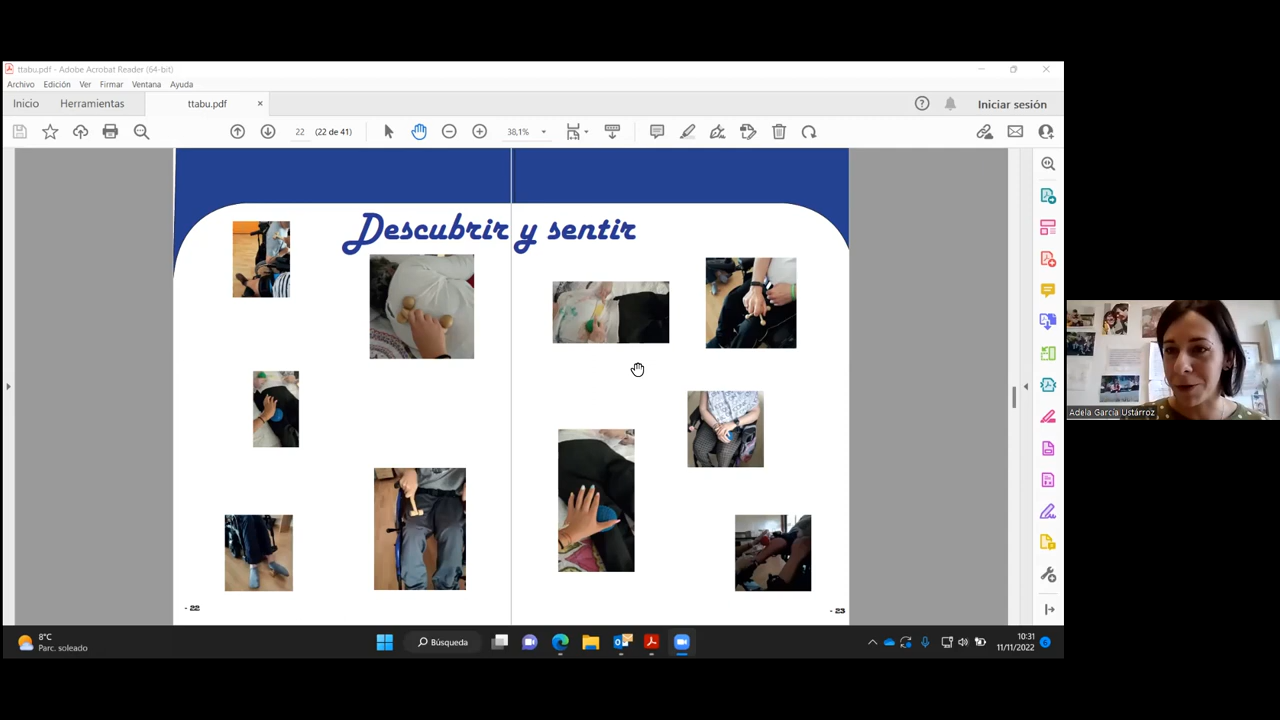 ttabu.pdf - Adobe Acrobat Reader (64-bit)
Archivo Edición Ver Firmar Ventana Ayuda
Inicio Herramientas ttabu.pdf × Iniciar sesión
22 (22 de 41) 38,1%
Descubrir y sentir
- 22
- 23
Adela García Ustárroz
8°C
Parc. soleado
Búsqueda
10:31
11/11/2022
6